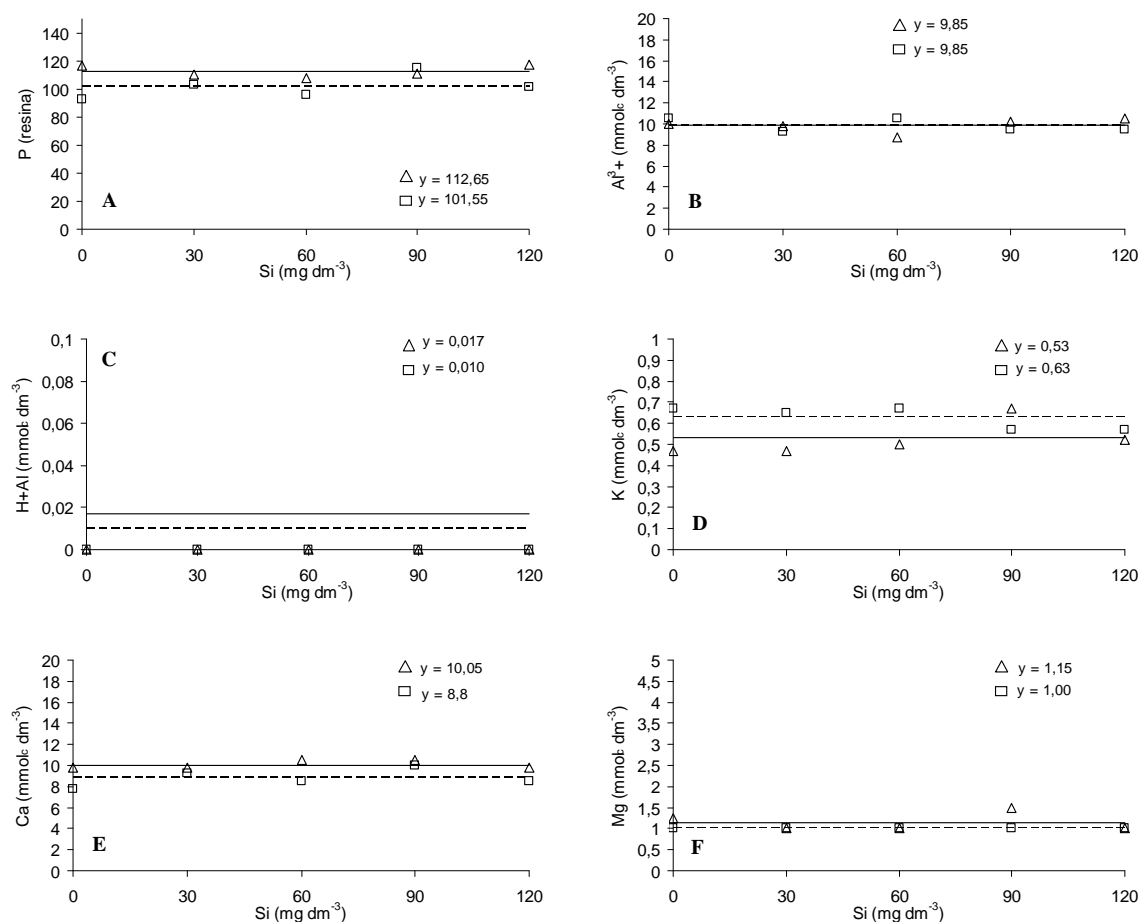 140
120
100
80
60
40
20
0
P (resina)
A
y = 112,65
y = 101,55
0 30 60 90 120
Si (mg dm-3)
20
18
16
14
12
10
8
6
4
2
0
Al3+ (mmolc dm-3)
B
y = 9,85
y = 9,85
0 30 60 90 120
Si (mg dm-3)
0,1
0,08
0,06
0,04
0,02
0
H+Al (mmolc dm-3)
C
y = 0,017
y = 0,010
0 30 60 90 120
Si (mg dm-3)
1
0,9
0,8
0,7
0,6
0,5
0,4
0,3
0,2
0,1
0
K (mmolc dm-3)
D
y = 0,53
y = 0,63
0 30 60 90 120
Si (mg dm-3)
20
18
16
14
12
10
8
6
4
2
0
Ca (mmolc dm-3)
E
y = 10,05
y = 8,8
0 30 60 90 120
Si (mg dm-3)
5
4,5
4
3,5
3
2,5
2
1,5
1
0,5
0
Mg (mmolc dm-3)
F
y = 1,15
y = 1,00
0 30 60 90 120
Si (mg dm-3)